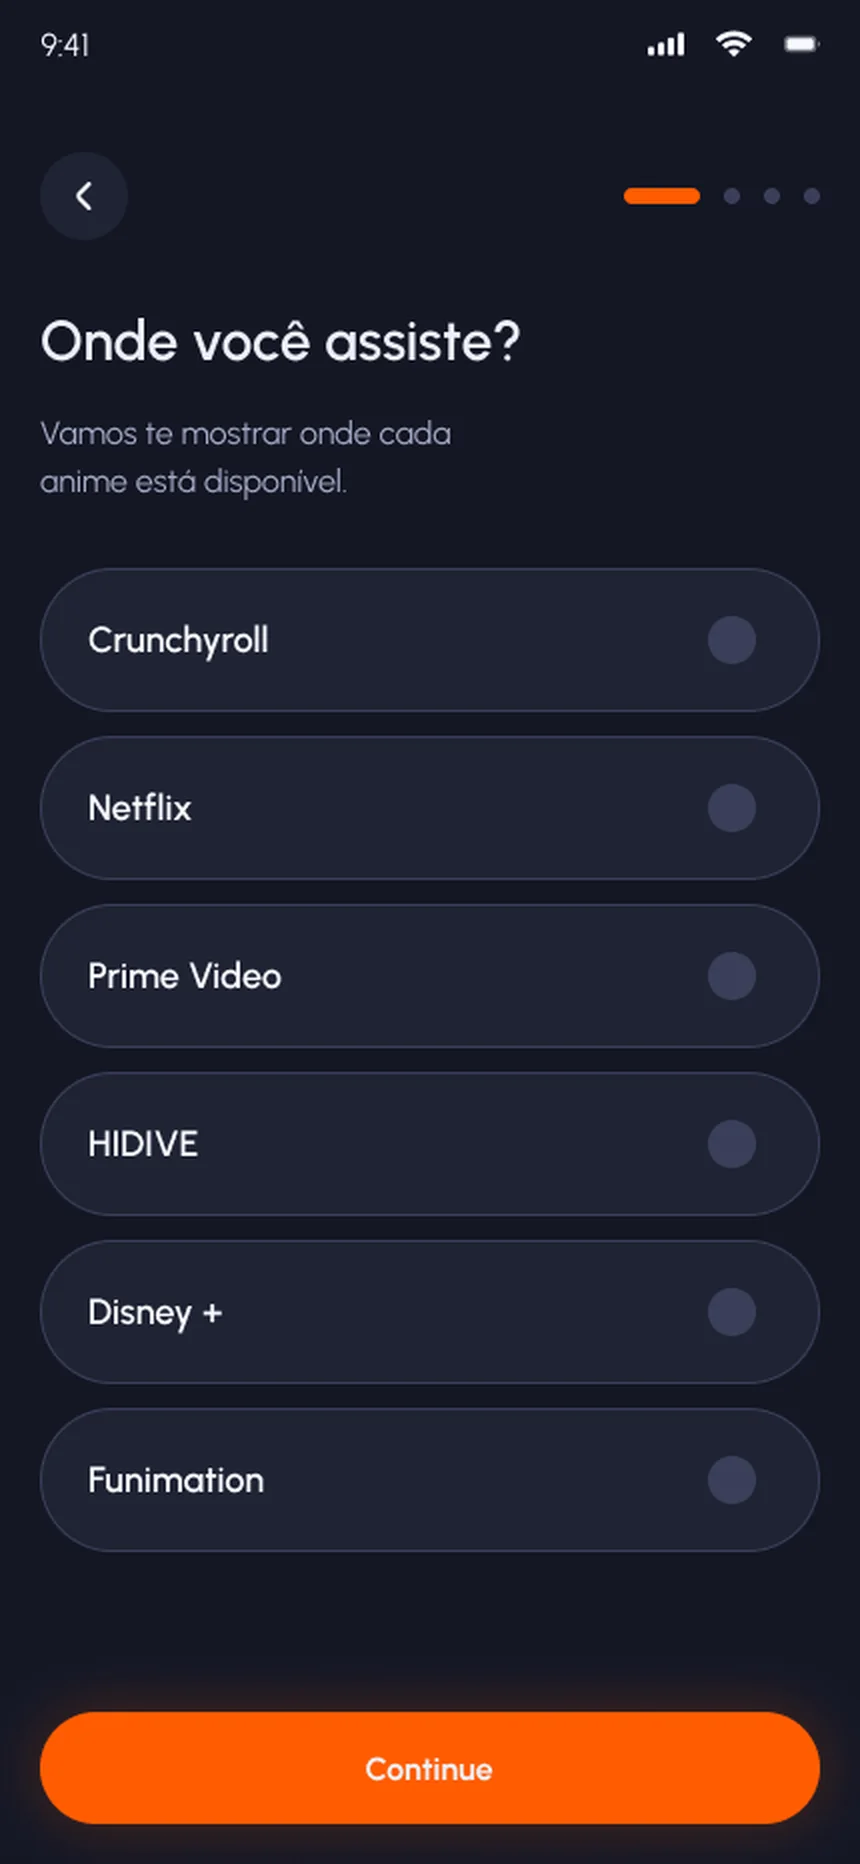 9:41
Onde você assiste?
Vamos te mostrar onde cada
anime está disponível.
Crunchyroll
Netflix
Prime Video
HIDIVE
Disney +
Funimation
Continue